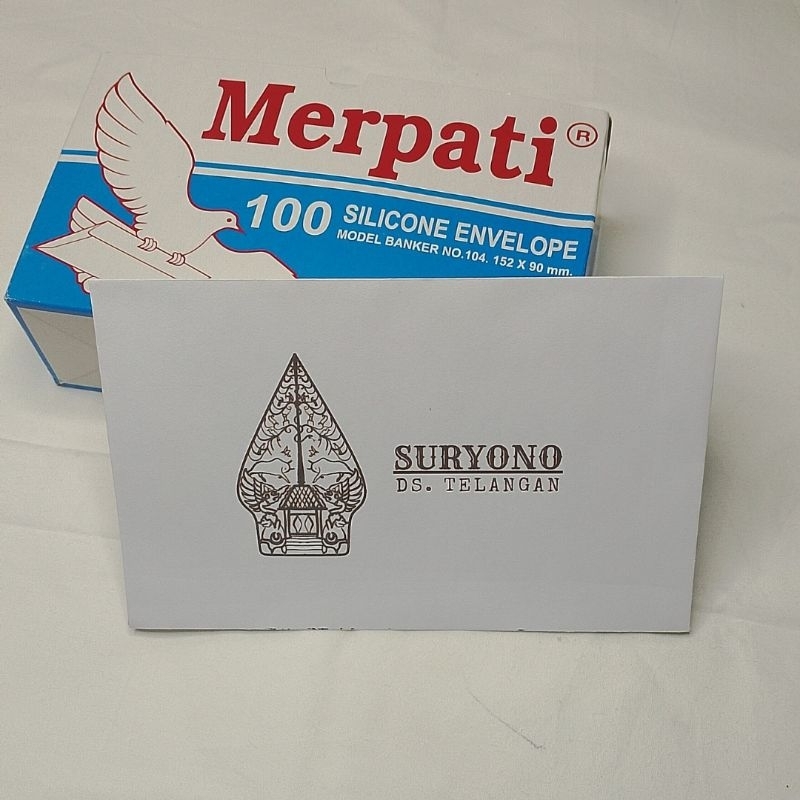 Merpati ®
100 SILICONE ENVELOPE
MODEL BANKER NO.104. 152 X 90 mm.
SURYONO
DS. TELANGAN